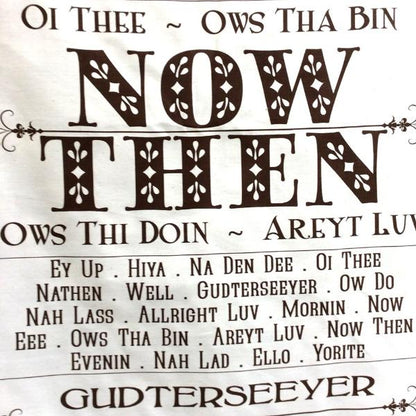 Oi Thee ~ Ows Tha Bin
NOW
THEN
Ows Thi Doin ~ Areyt Luv
Ey Up . Hiya . Na Den Dee . Oi Thee
Nathen . Well . Gudterseeyer . Ow Do
Nah Lass . Allright Luv . Mornin . Now
Eee . Ows Tha Bin . Areyt Luv . Now Then
Evenin . Nah Lad . Ello . Yorite
Gudterseeyer